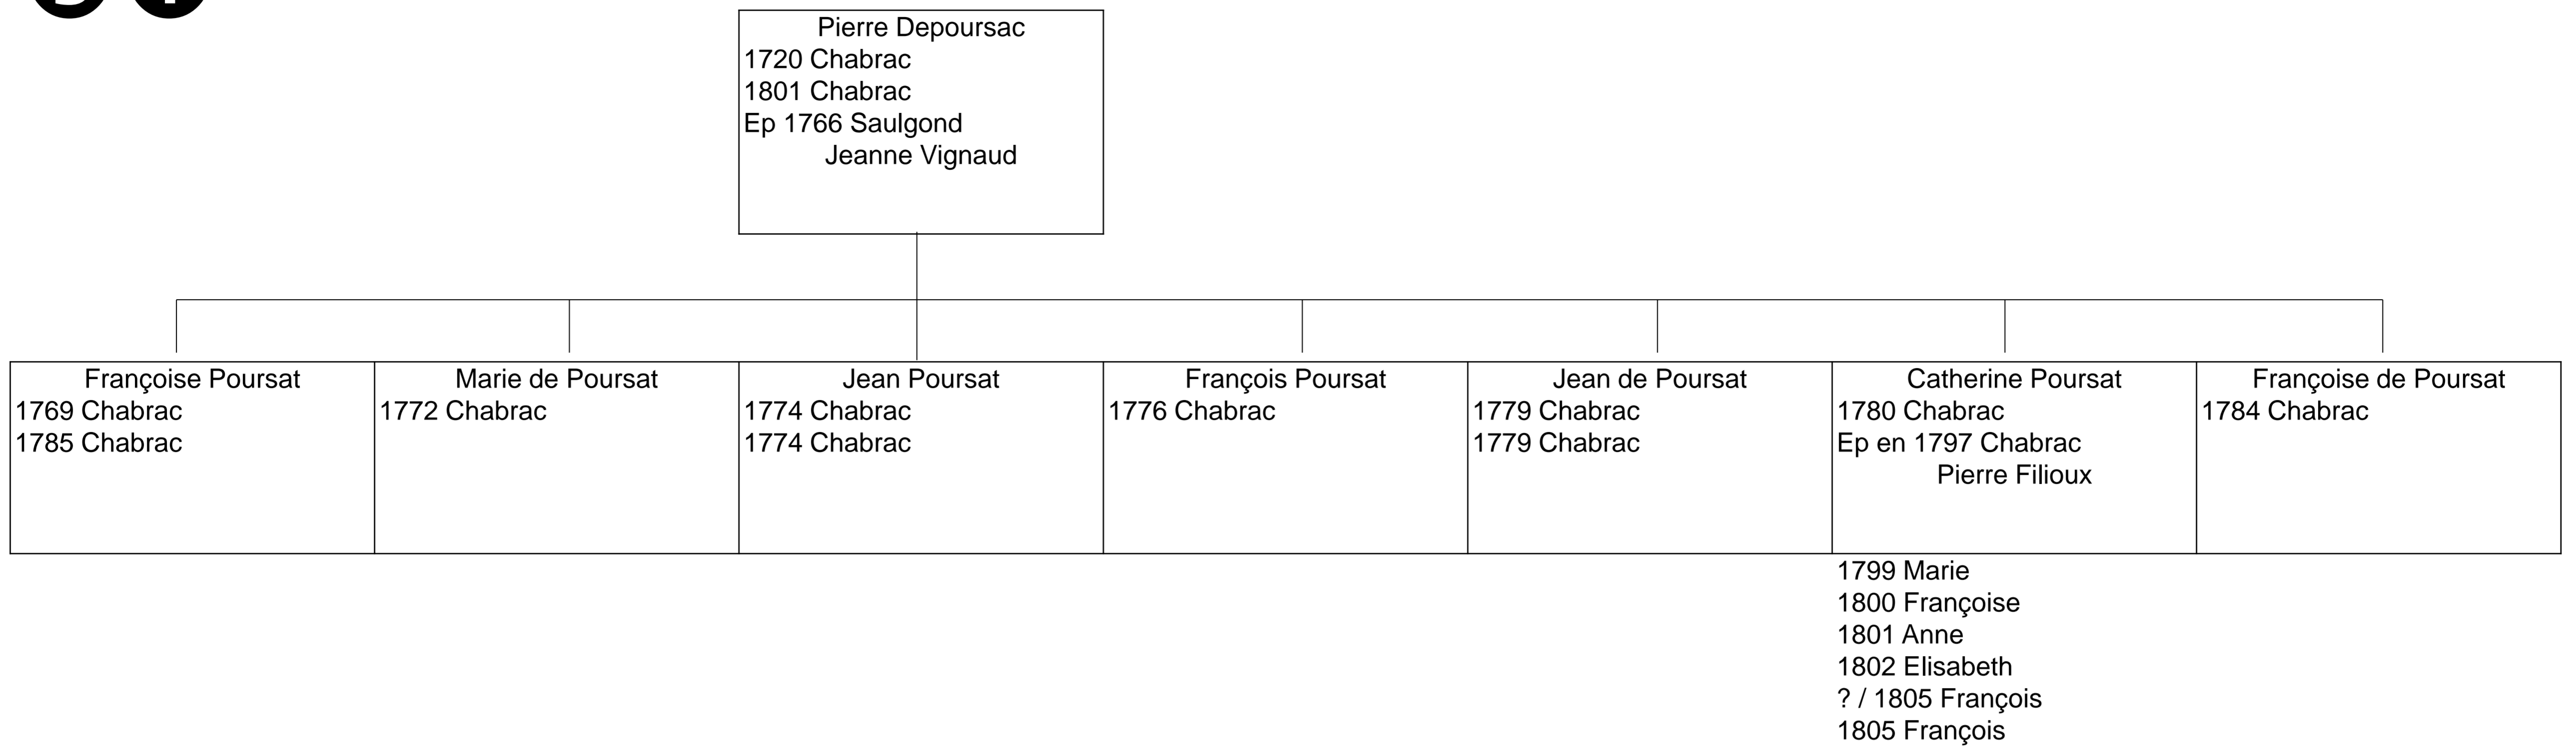 Pierre Depoursac
1720 Chabrac
1801 Chabrac
Ep 1766 Saulgond
Jeanne Vignaud
Françoise Poursat
1769 Chabrac
1785 Chabrac
Marie de Poursat
1772 Chabrac
Jean Poursat
1774 Chabrac
1774 Chabrac
François Poursat
1776 Chabrac
Jean de Poursat
1779 Chabrac
1779 Chabrac
Catherine Poursat
1780 Chabrac
Ep en 1797 Chabrac
Pierre Filioux
Françoise de Poursat
1784 Chabrac
1799 Marie
1800 Françoise
1801 Anne
1802 Elisabeth
? / 1805 François
1805 François